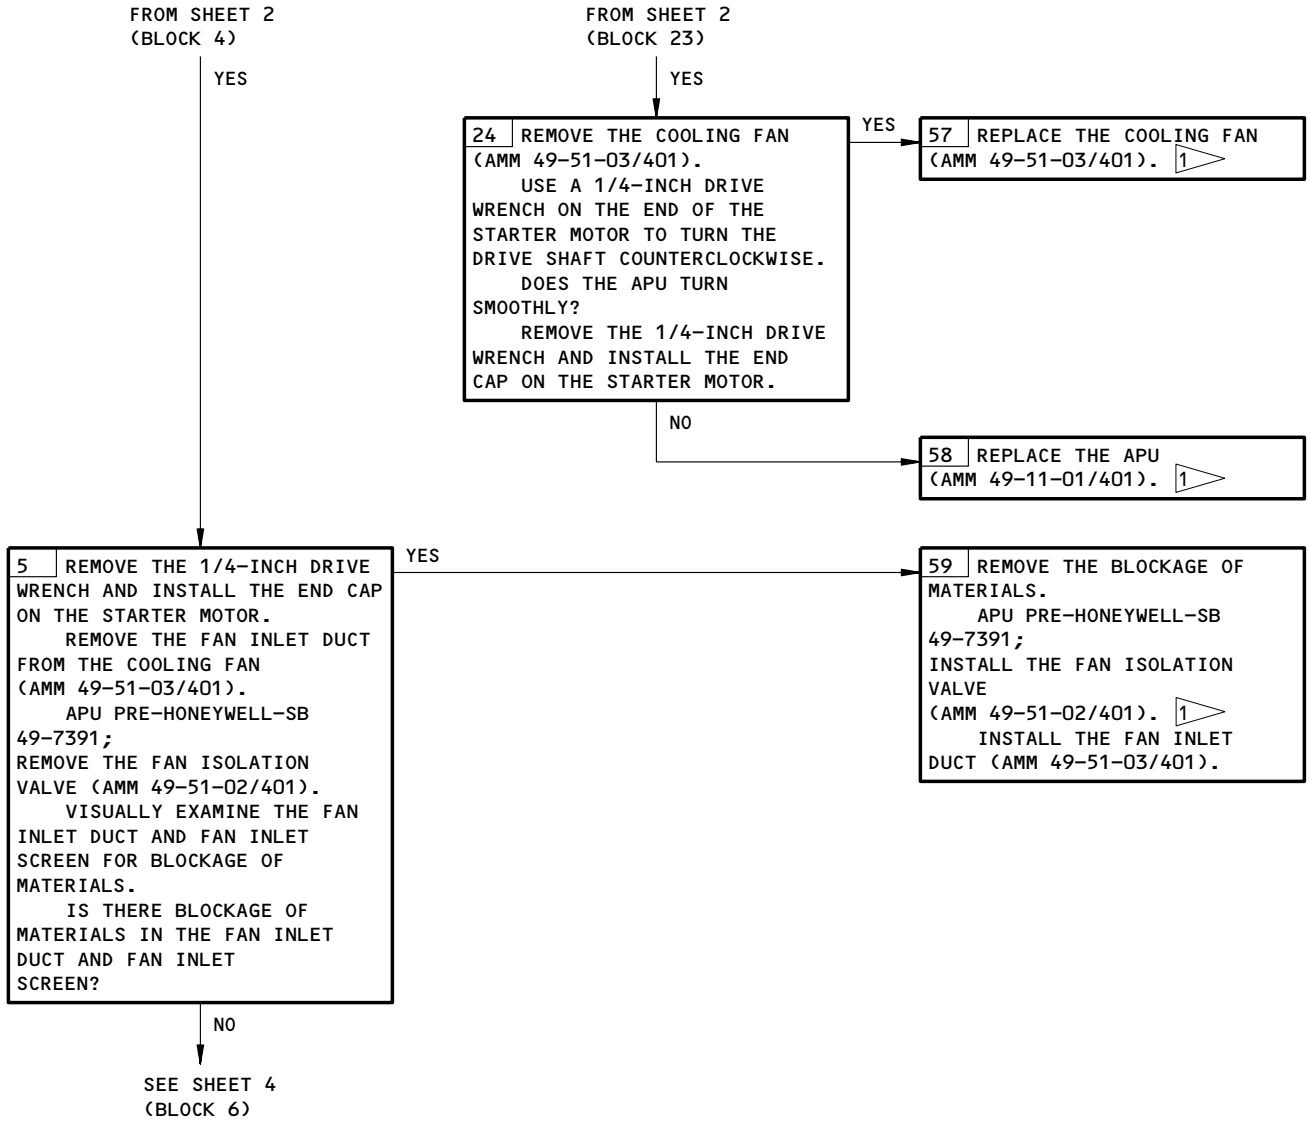 FROM SHEET 2
(BLOCK 4)
YES
FROM SHEET 2
(BLOCK 23)
YES
24 REMOVE THE COOLING FAN
(AMM 49-51-03/401).
USE A 1/4-INCH DRIVE
WRENCH ON THE END OF THE
STARTER MOTOR TO TURN THE
DRIVE SHAFT COUNTERCLOCKWISE.
DOES THE APU TURN
SMOOTHLY?
REMOVE THE 1/4-INCH DRIVE
WRENCH AND INSTALL THE END
CAP ON THE STARTER MOTOR.
YES
57 REPLACE THE COOLING FAN
(AMM 49-51-03/401). 1
NO
58 REPLACE THE APU
(AMM 49-11-01/401). 1
5 REMOVE THE 1/4-INCH DRIVE
WRENCH AND INSTALL THE END CAP
ON THE STARTER MOTOR.
REMOVE THE FAN INLET DUCT
FROM THE COOLING FAN
(AMM 49-51-03/401).
APU PRE-HONEYWELL-SB
49-7391;
REMOVE THE FAN ISOLATION
VALVE (AMM 49-51-02/401).
VISUALLY EXAMINE THE FAN
INLET DUCT AND FAN INLET
SCREEN FOR BLOCKAGE OF
MATERIALS.
IS THERE BLOCKAGE OF
MATERIALS IN THE FAN INLET
DUCT AND FAN INLET
SCREEN?
YES
59 REMOVE THE BLOCKAGE OF
MATERIALS.
APU PRE-HONEYWELL-SB
49-7391;
INSTALL THE FAN ISOLATION
VALVE
(AMM 49-51-02/401). 1
INSTALL THE FAN INLET
DUCT (AMM 49-51-03/401).
NO
SEE SHEET 4
(BLOCK 6)